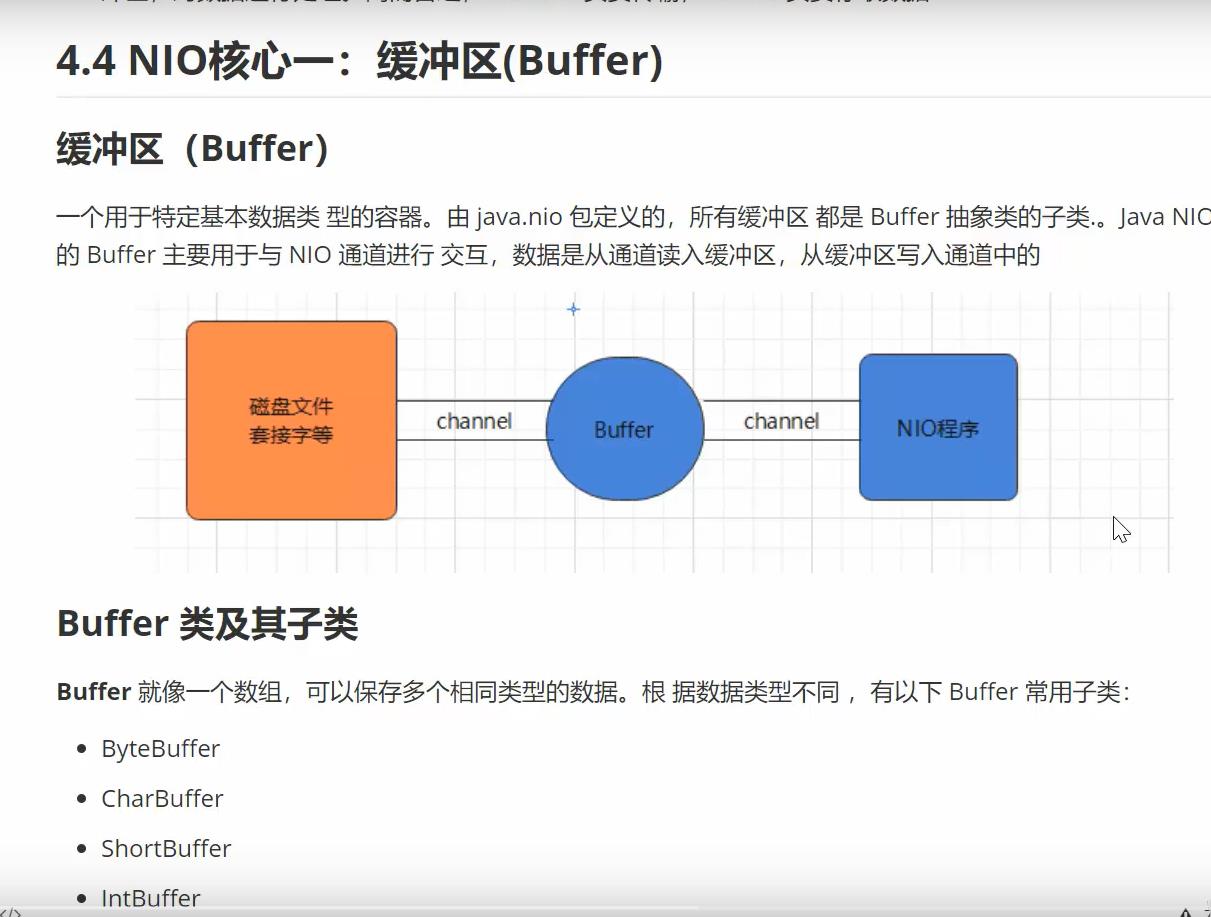 4.4 NIO核心一：缓冲区(Buffer)
缓冲区（Buffer）
一个用于特定基本数据类 型的容器。由 java.nio 包定义的，所有缓冲区 都是 Buffer 抽象类的子类.。Java NIO
的 Buffer 主要用于与 NIO 通道进行 交互，数据是从通道读入缓冲区，从缓冲区写入通道中的
磁盘文件
套接字等
channel
Buffer
channel
NIO程序
Buffer 类及其子类
Buffer 就像一个数组，可以保存多个相同类型的数据。根 据数据类型不同 ，有以下 Buffer 常用子类：
ByteBuffer
CharBuffer
ShortBuffer
IntBuffer